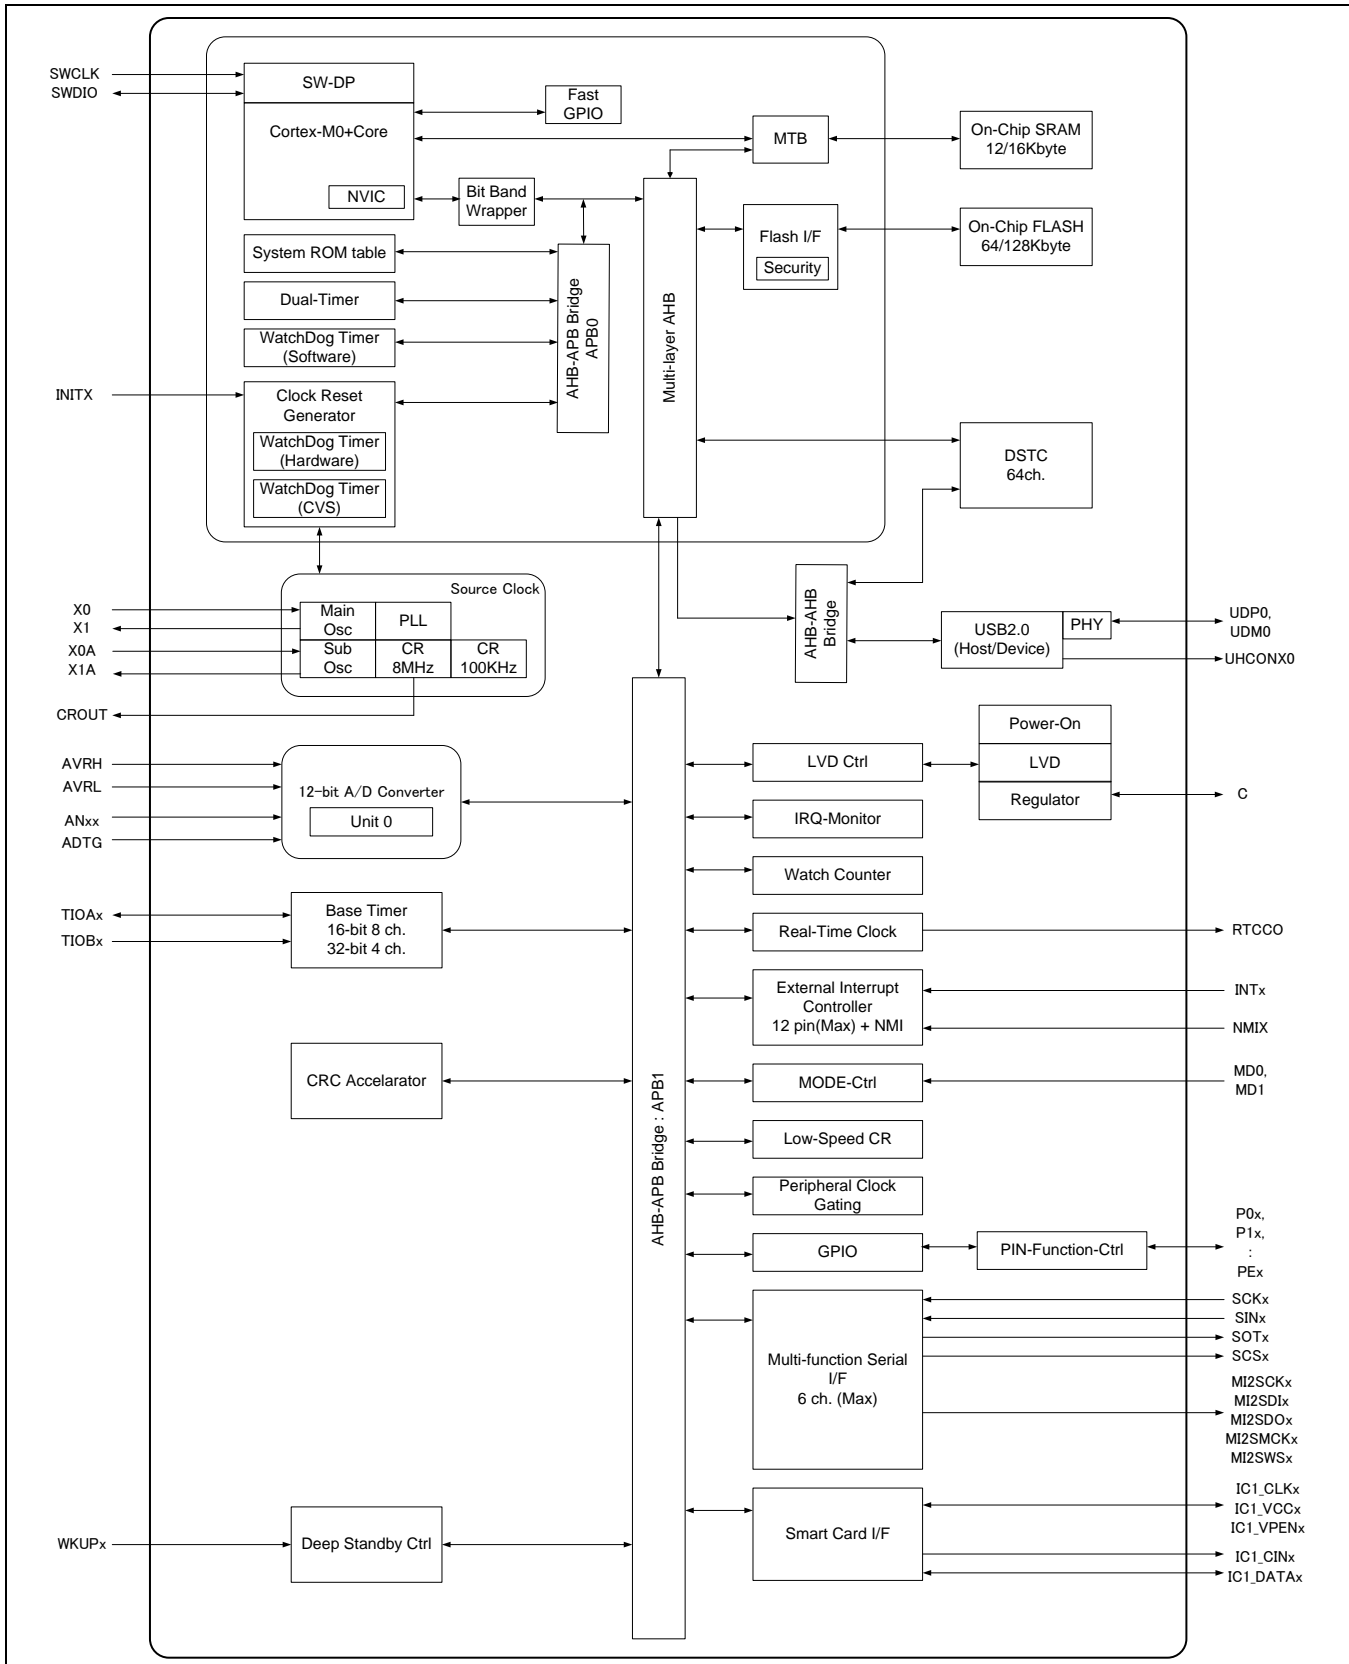 SWCLK
SWDIO
SW-DP
Cortex-M0+Core
NVIC
Fast
GPIO
MTB
On-Chip SRAM
12/16Kbyte
Bit Band
Wrapper
Flash I/F
Security
On-Chip FLASH
64/128Kbyte
System ROM table
Dual-Timer
WatchDog Timer
(Software)
AHB-APB Bridge
APB0
Multi-layer AHB
INITX
Clock Reset
Generator
WatchDog Timer
(Hardware)
WatchDog Timer
(CVS)
DSTC
64ch.
Source Clock
X0
X1
X0A
X1A
Main
Osc
PLL
Sub
Osc
CR
8MHz
CR
100KHz
CROUT
AHB-AHB
Bridge
USB2.0
(Host/Device)
PHY
UDP0,
UDM0
UHCONX0
AVRH
AVRL
ANxx
ADTG
12-bit A/D Converter
Unit 0
AHB-APB Bridge : APB1
LVD Ctrl
Power-On
LVD
Regulator
C
IRQ-Monitor
Watch Counter
TIOAx
TIOBx
Base Timer
16-bit 8 ch.
32-bit 4 ch.
Real-Time Clock
RTCCO
External Interrupt
Controller
12 pin(Max) + NMI
INTx
NMIX
CRC Accelarator
MODE-Ctrl
MD0,
MD1
Low-Speed CR
Peripheral Clock
Gating
GPIO
PIN-Function-Ctrl
P0x,
P1x,
:
PEx
Multi-function Serial
I/F
6 ch. (Max)
SCKx
SINx
SOTx
SCSx
MI2SCKx
MI2SDIx
MI2SDOx
MI2SMCKx
MI2SWSx
WKUPx
Deep Standby Ctrl
Smart Card I/F
IC1_CLKx
IC1_VCCx
IC1_VPENx
IC1_CINx
IC1_DATAx